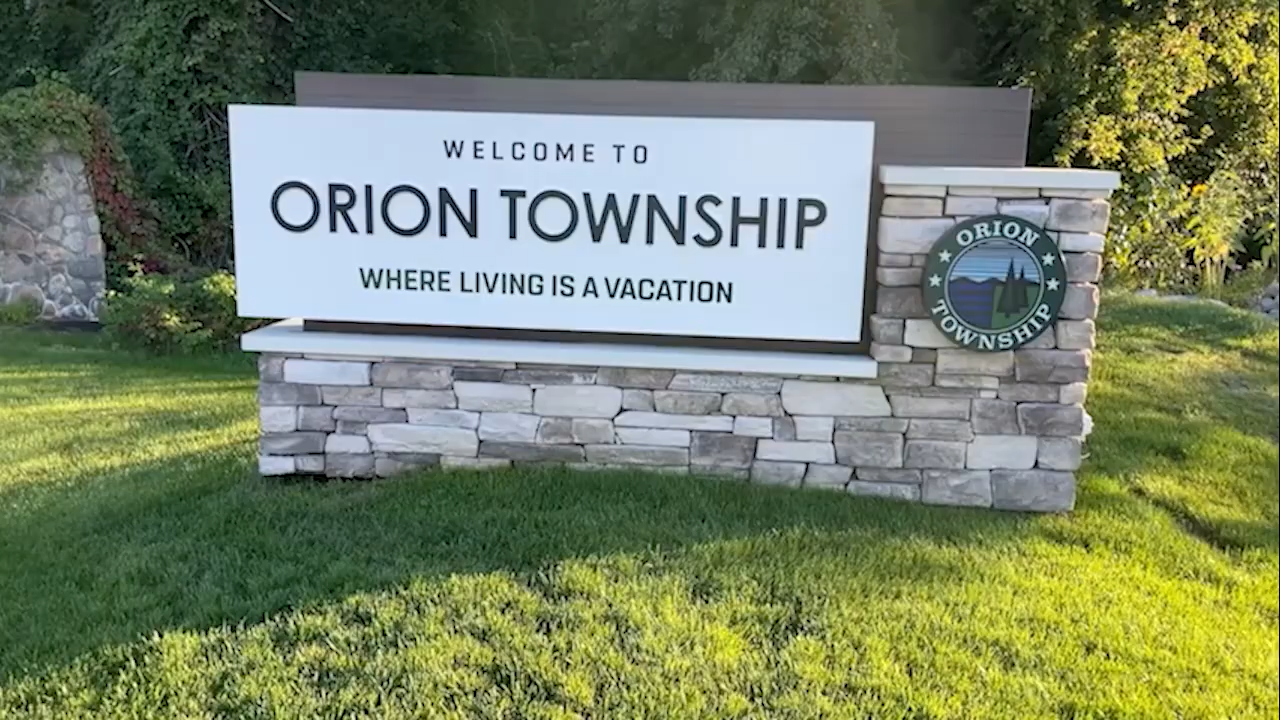 WELCOME TO
ORION TOWNSHIP
WHERE LIVING IS A VACATION
ORION
TOWNSHIP